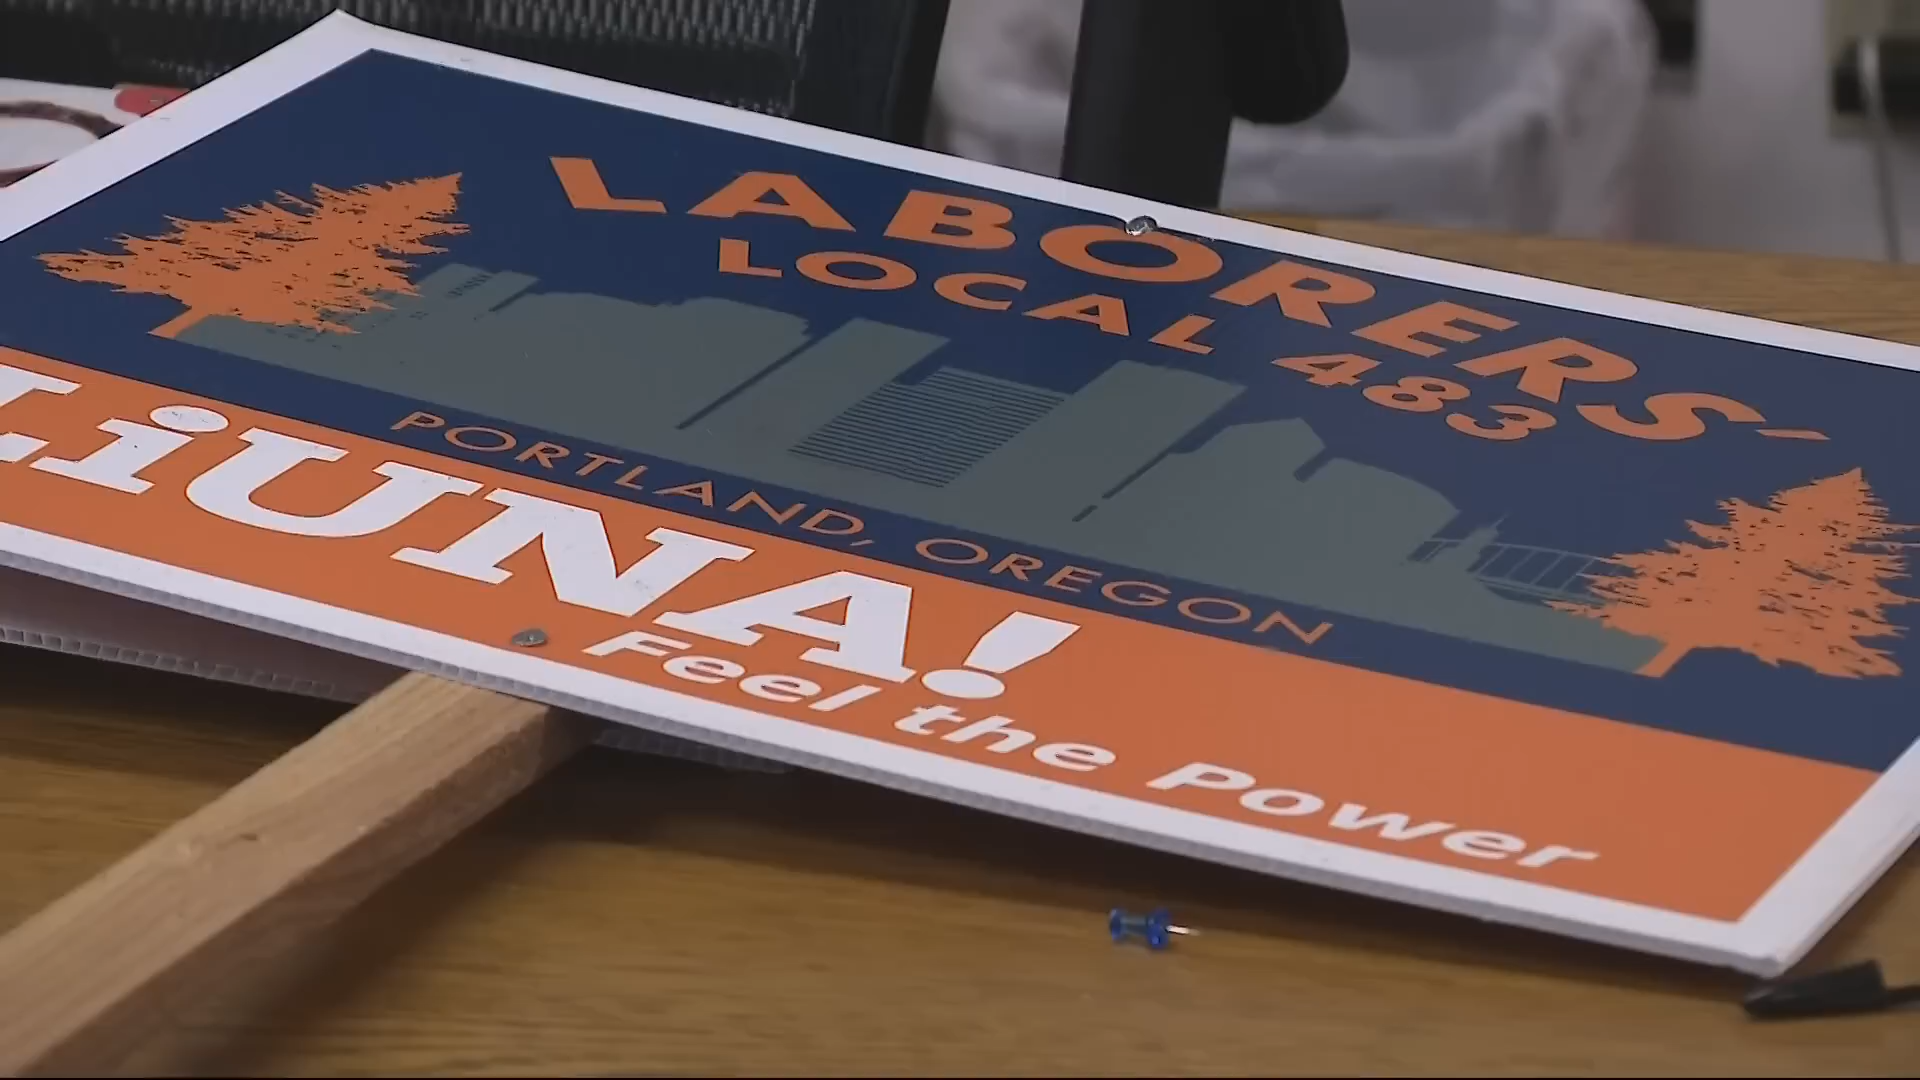 LABORERS'
LOCAL 483
PORTLAND, OREGON
LiUNA!
Feel the Power